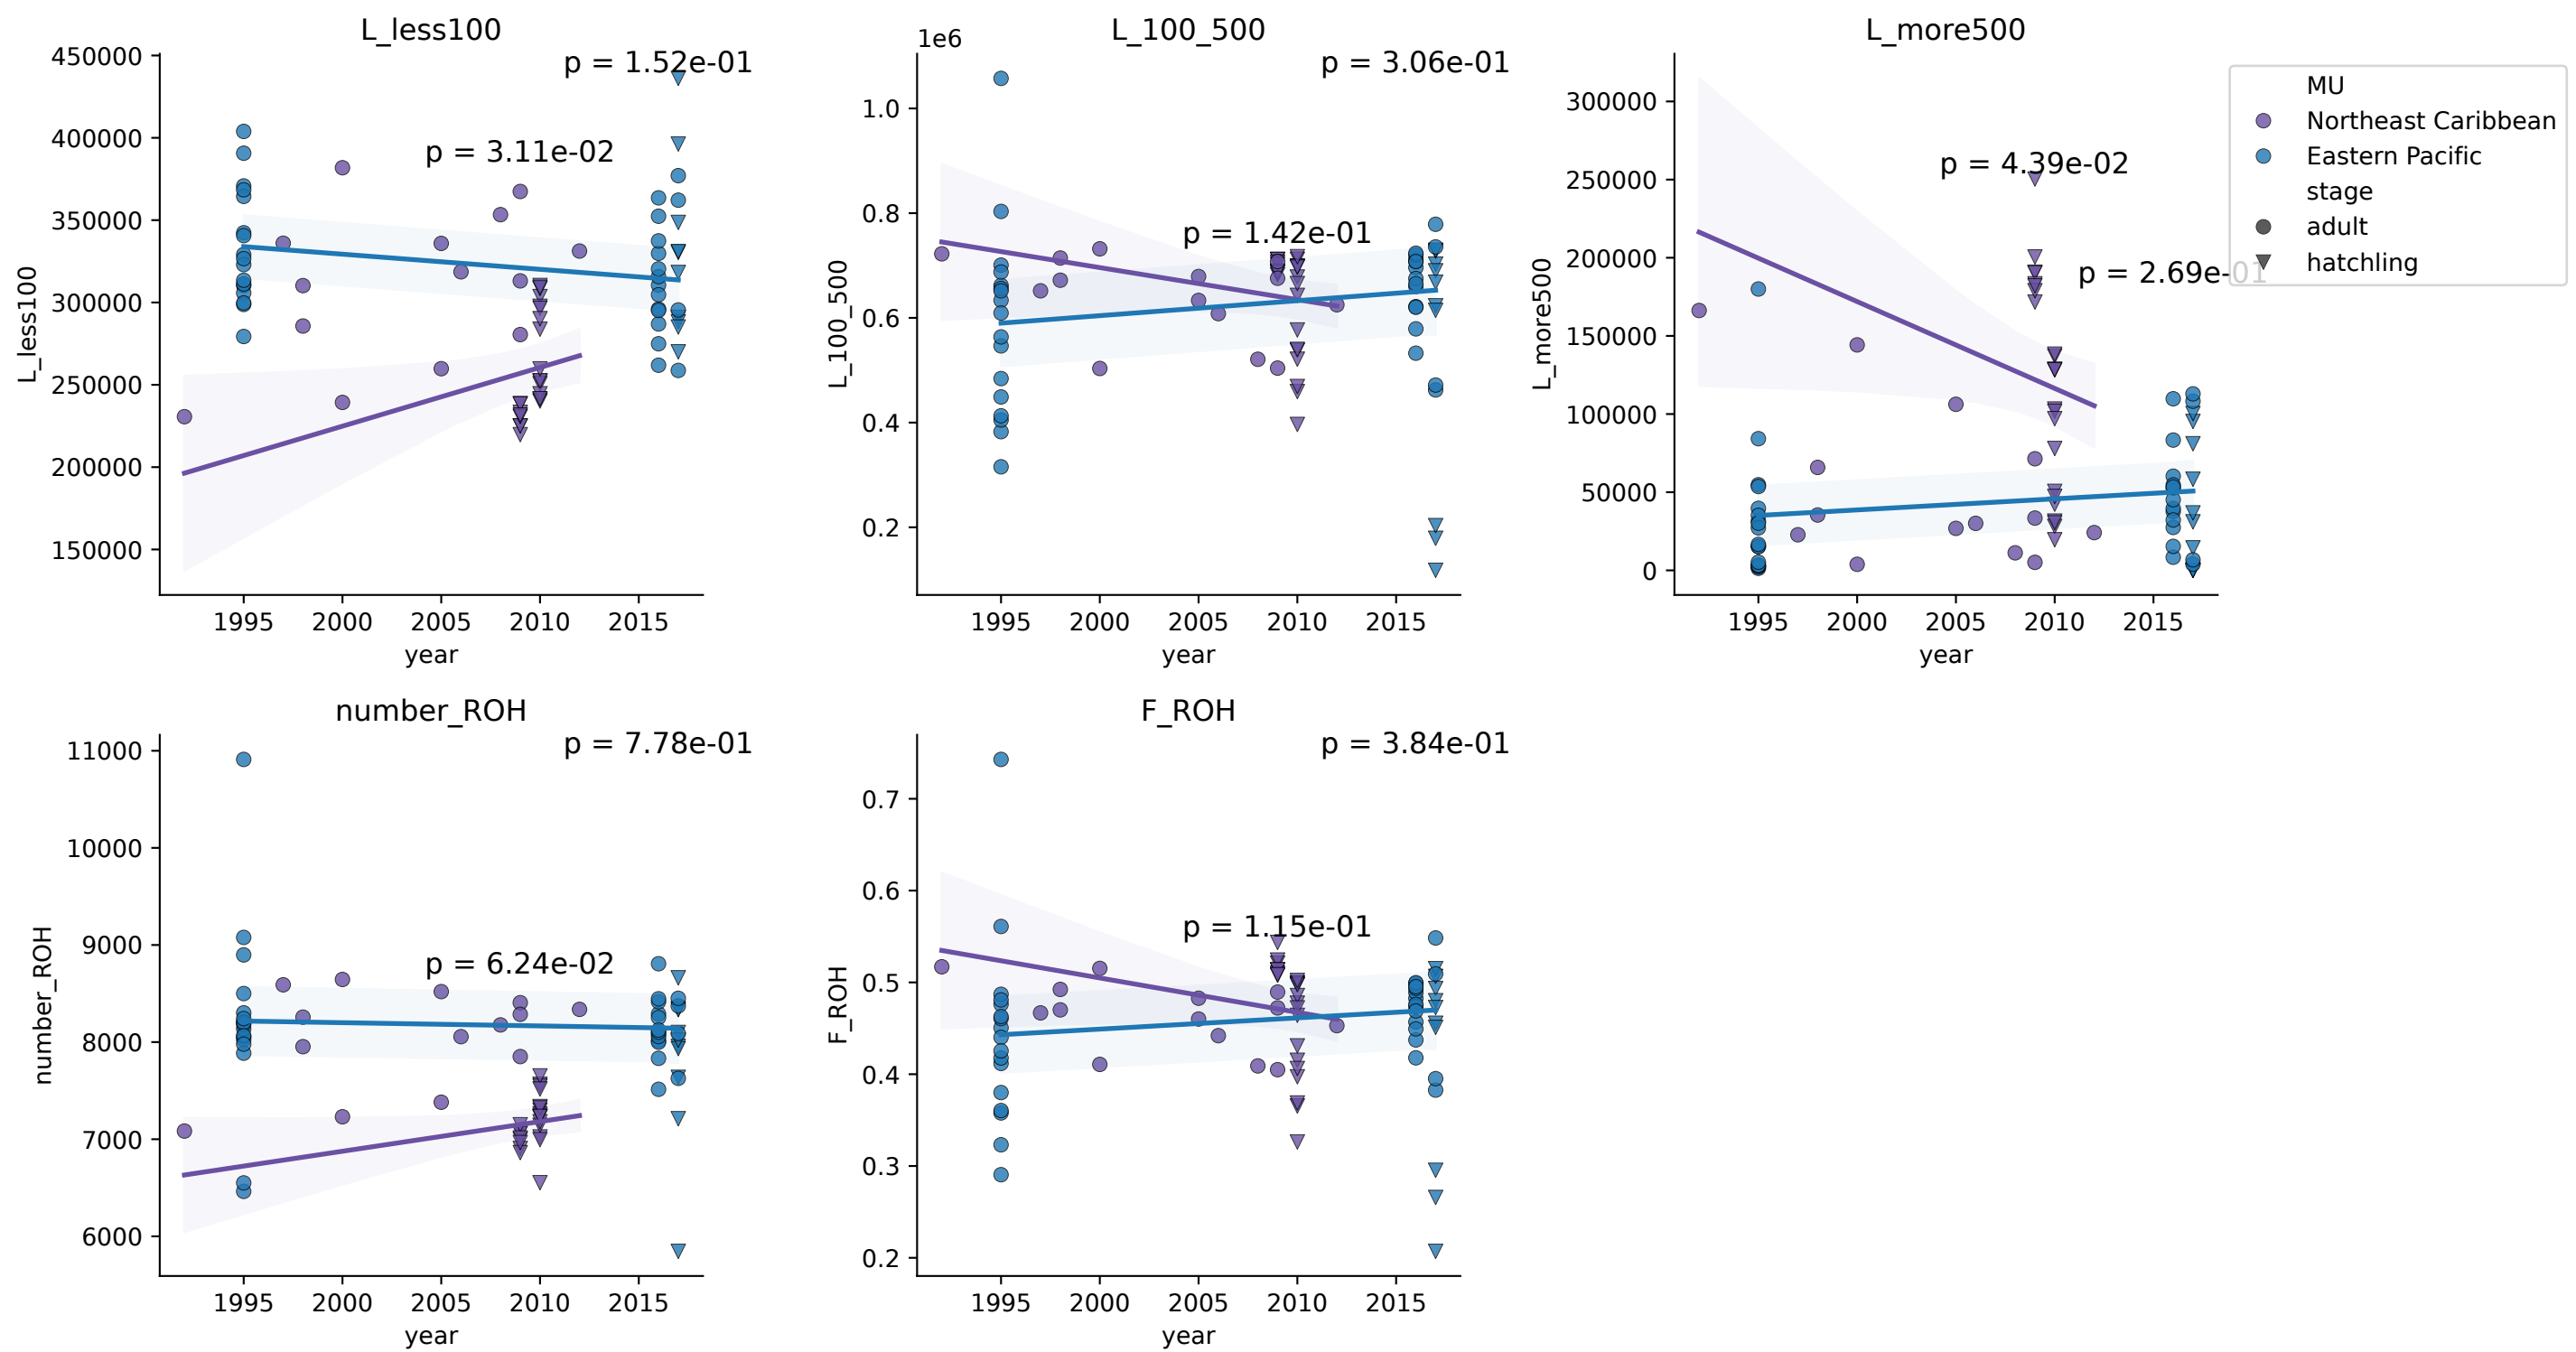 L_less100
p = 1.52e-01
p = 3.11e-02
L_less100
450000
400000
350000
300000
250000
200000
150000
1995 2000 2005 2010 2015
year
L_100_500
1e6
p = 3.06e-01
p = 1.42e-01
L_100_500
1.0
0.8
0.6
0.4
0.2
1995 2000 2005 2010 2015
year
L_more500
p = 4.39e-02
p = 2.69e-01
L_more500
300000
250000
200000
150000
100000
50000
0
1995 2000 2005 2010 2015
year
MU
Northeast Caribbean
Eastern Pacific
stage
adult
hatchling
number_ROH
p = 7.78e-01
p = 6.24e-02
number_ROH
11000
10000
9000
8000
7000
6000
1995 2000 2005 2010 2015
year
F_ROH
p = 3.84e-01
p = 1.15e-01
F_ROH
0.7
0.6
0.5
0.4
0.3
0.2
1995 2000 2005 2010 2015
year